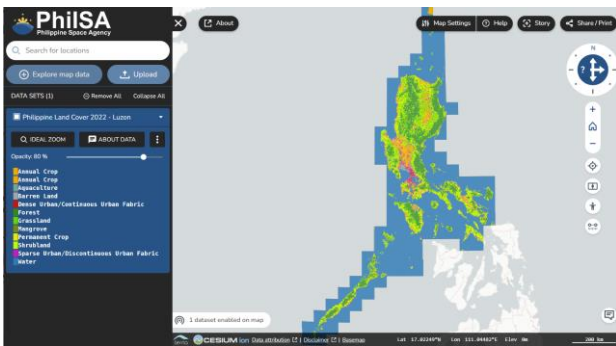 PhilSA
Philippine Space Agency
Search for locations
Explore map data
Upload
DATA SETS (1)
Remove All
Collapse All
Philippine Land Cover 2022 - Luzon
IDEAL ZOOM
ABOUT DATA
Opacity: 80 %
Annual Crop
Annual Crop
Aquaculture
Barren Land
Dense Urban/Continuous Urban Fabric
Forest
Grassland
Mangrove
Permanent Crop
Shrubland
Sparse Urban/Discontinuous Urban Fabric
Water
About
Map Settings
Help
Story
Share / Print
?
1 dataset enabled on map
CESIUM ion Data attribution | Disclaimer | Basemap
Elev 0m
200 km